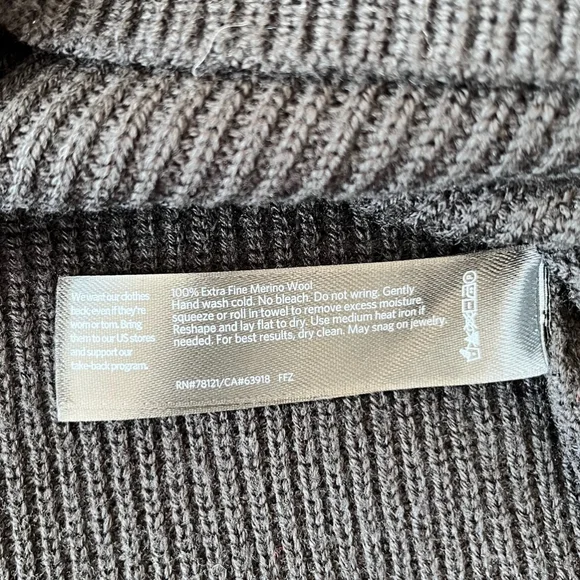 We want our clothes
back, even if they're
worn or torn. Bring
them to our US stores
and support our
take-back program.
100% Extra Fine Merino Wool
Hand wash cold. No bleach. Do not wring. Gently
squeeze or roll in towel to remove excess moisture.
Reshape and lay flat to dry. Use medium heat iron if
needed. For best results, dry clean. May snag on jewelry.
RN#78121/CA#63918 FFZ